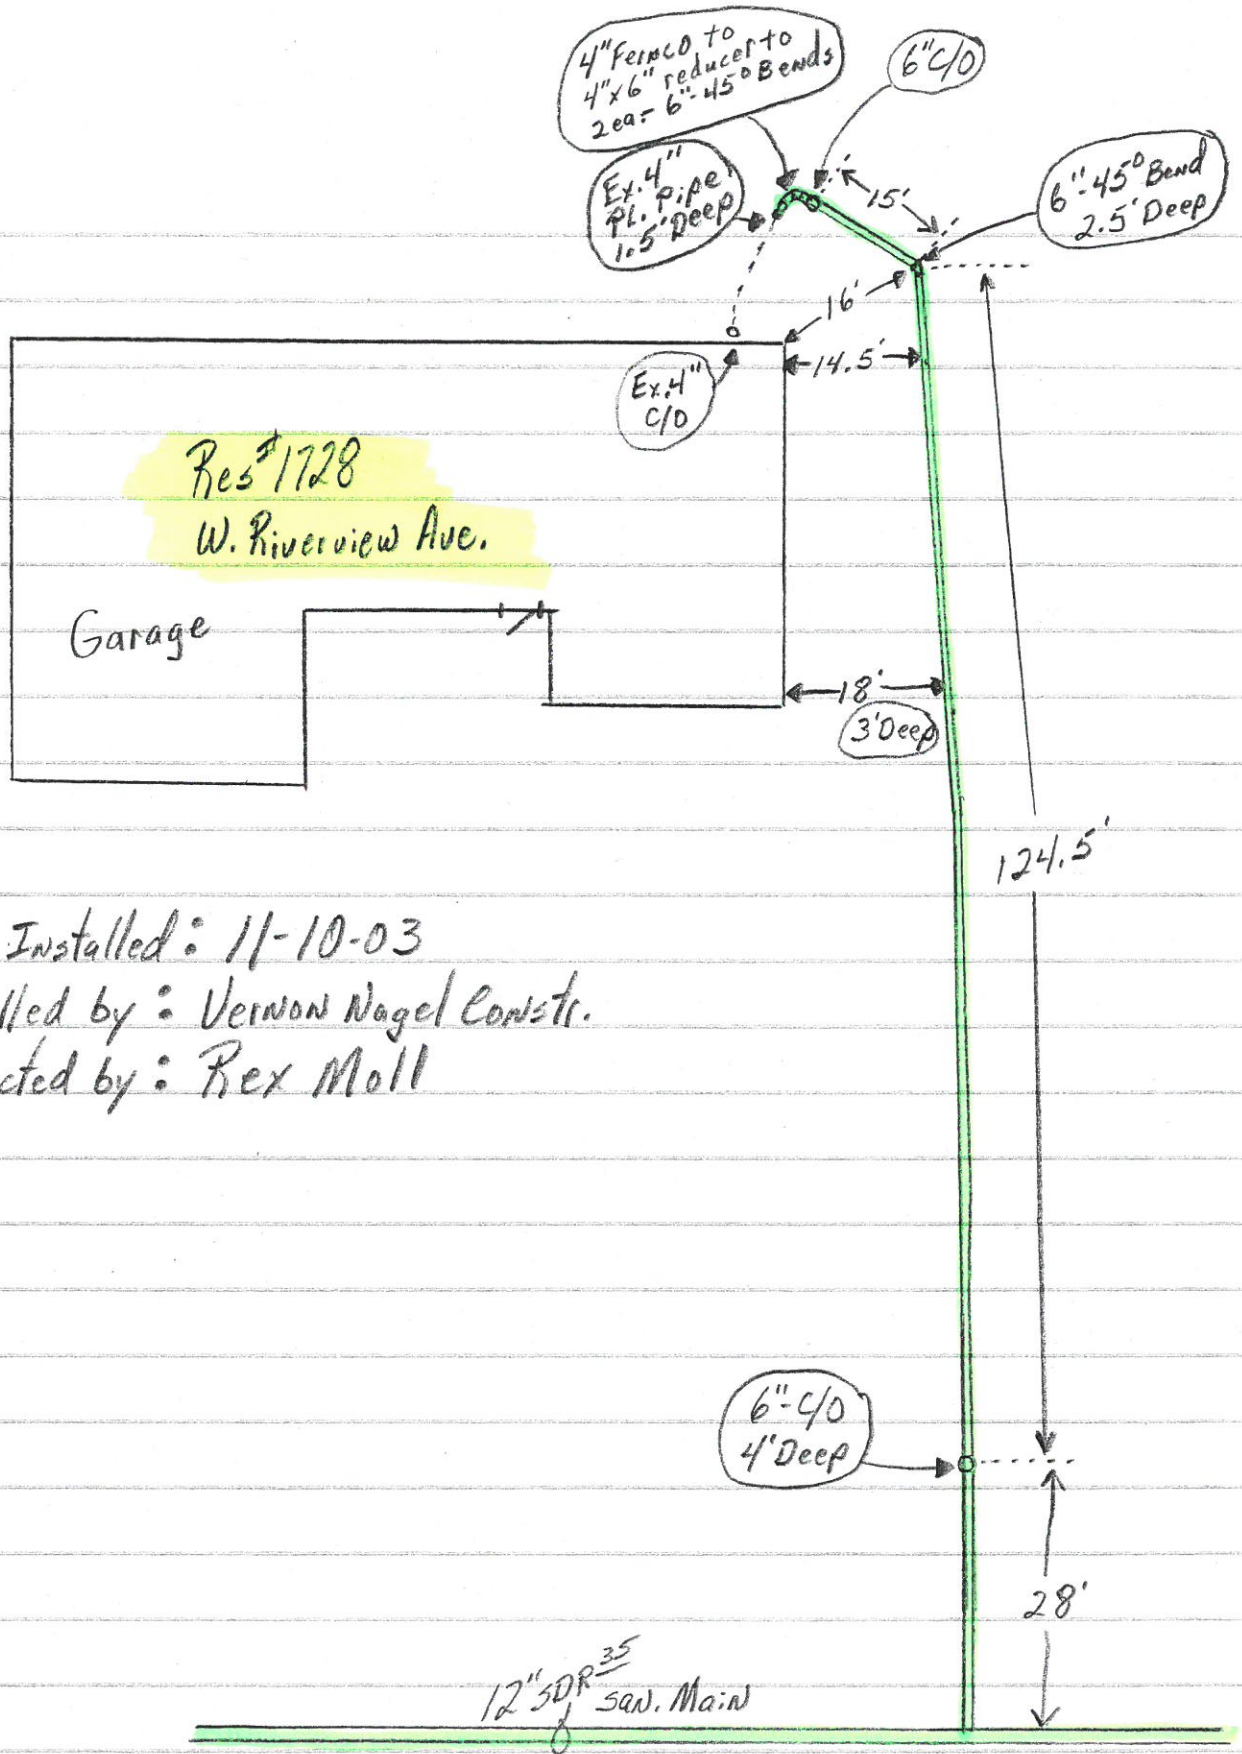 4" Fernco to
4"x6" reducer to
2ea- 6"-45° Bends
6" C/O
Ex. 4"
PL. Pipe
1.5' Deep
15'
6"-45° Bend
2.5' Deep
16'
14.5'
Ex. 4"
C/O
Res # 1728
W. Riverview Ave.
Garage
18'
3' Deep
124.5'
Installed: 11-10-03
lled by: Vernon Nagel Constr.
cted by: Rex Moll
6"-C/O
4' Deep
28'
12" SDR 35 San. Main